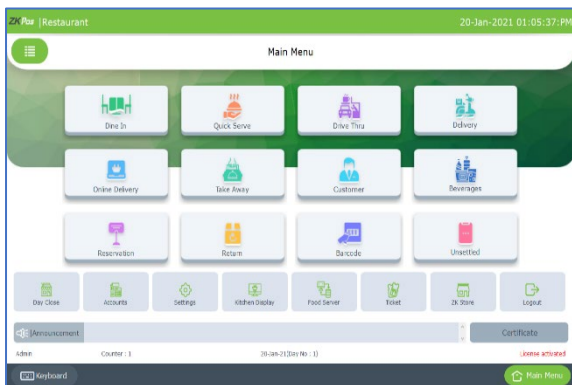 ZKPos |Restaurant 20-Jan-2021 01:05:37:PM
Main Menu
Dine In Quick Serve Drive Thru Delivery
Online Delivery Take Away Customer Beverages
Reservation Return Barcode Unsettled
Day Close Accounts Settings Kitchen Display Food Server Ticket ZK Store Logout
|Announcement Certificate
Admin Counter : 1 20-Jan-21(Day No : 1) License activated
Keyboard Main Menu